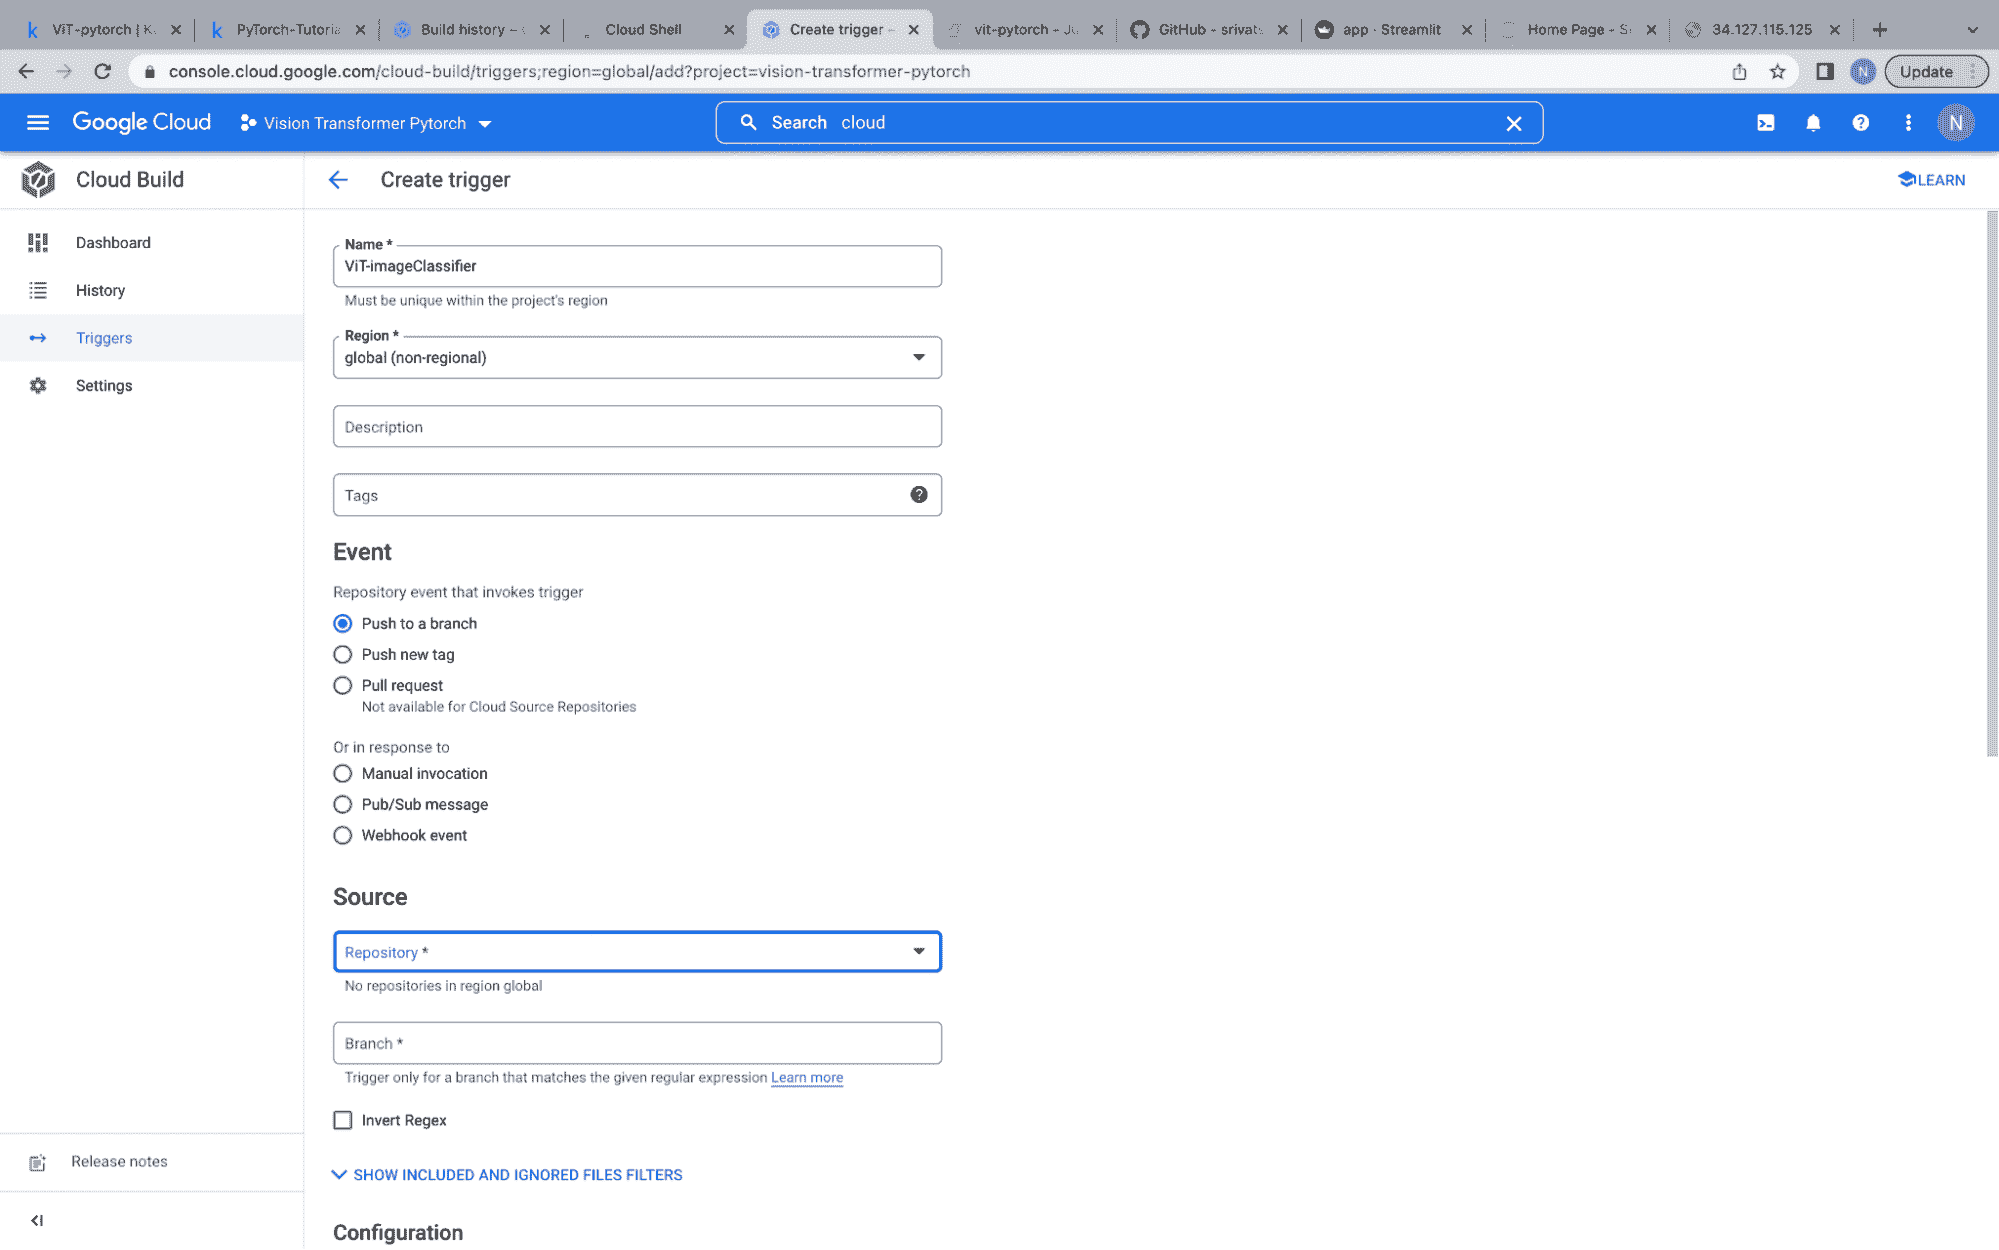 ViT-pytorch | K
PyTorch-Tutoria
Build history –
Cloud Shell
Create trigger –
vit-pytorch - Ju
GitHub - srivats
app · Streamlit
Home Page - S
34.127.115.125
console.cloud.google.com/cloud-build/triggers;region=global/add?project=vision-transformer-pytorch
Update
Google Cloud
Vision Transformer Pytorch
Search cloud
N
Cloud Build
Create trigger
LEARN
Dashboard
History
Triggers
Settings
Name *
ViT-imageClassifier
Must be unique within the project's region
Region *
global (non-regional)
Description
Tags
Event
Repository event that invokes trigger
Push to a branch
Push new tag
Pull request
Not available for Cloud Source Repositories
Or in response to
Manual invocation
Pub/Sub message
Webhook event
Source
Repository *
No repositories in region global
Branch *
Trigger only for a branch that matches the given regular expression Learn more
Invert Regex
SHOW INCLUDED AND IGNORED FILES FILTERS
Configuration
Release notes